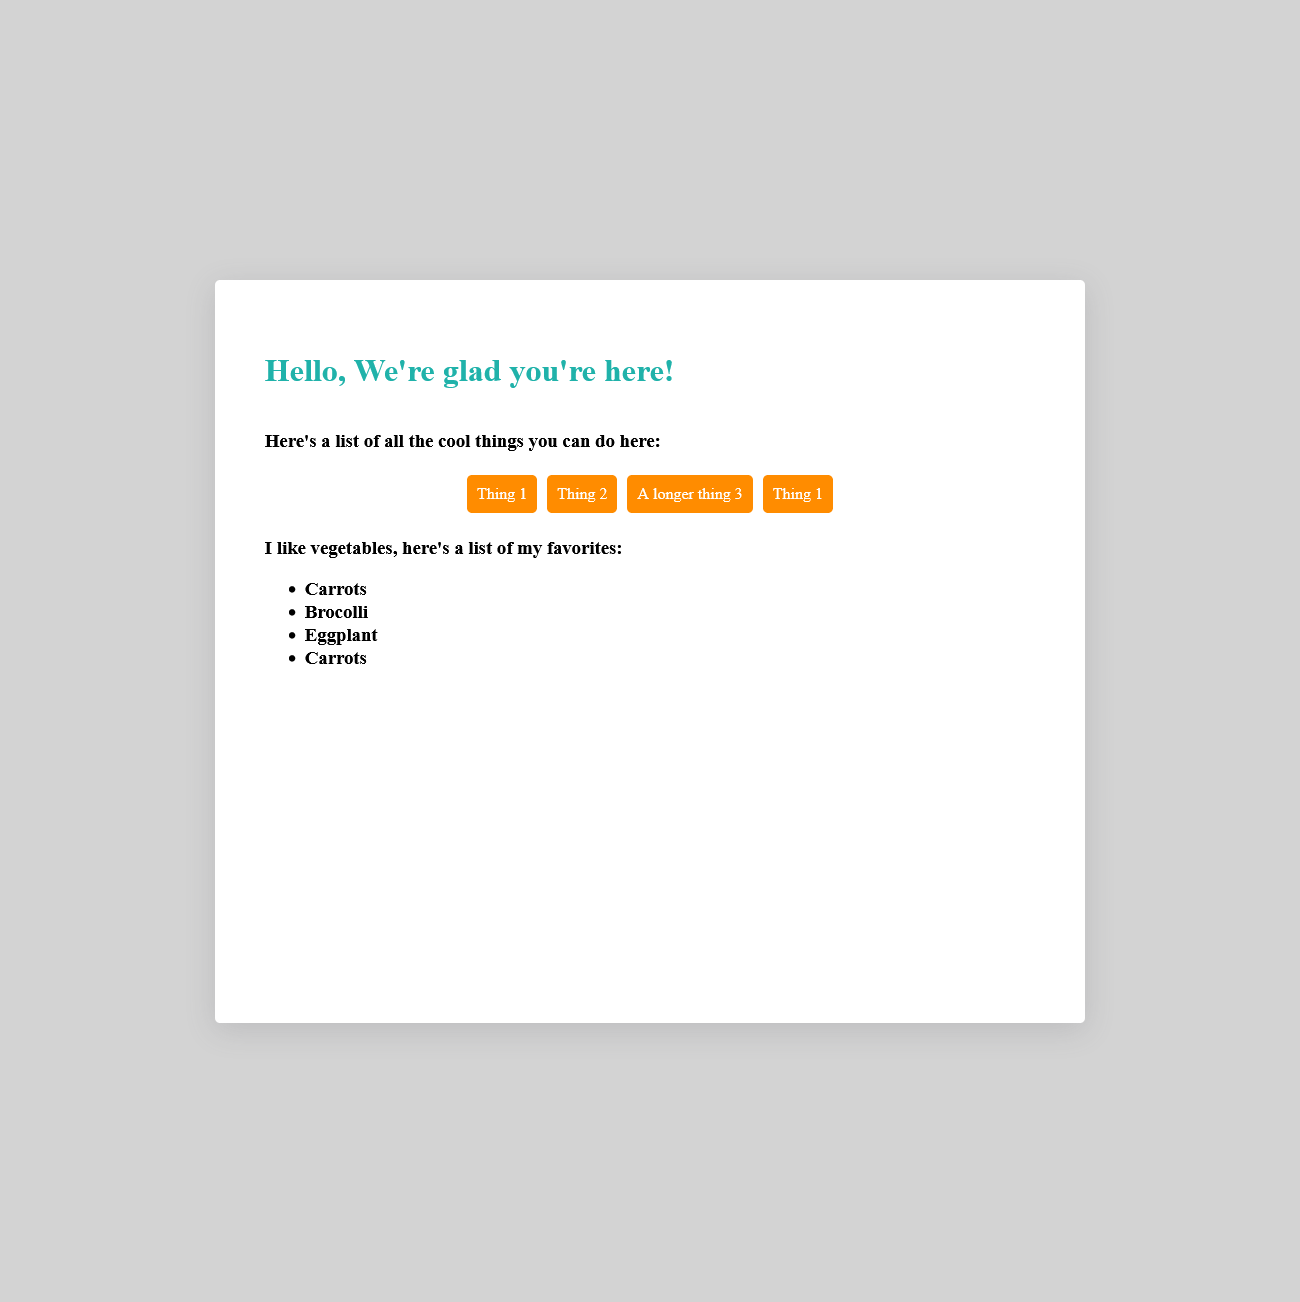 Hello, We're glad you're here!
Here's a list of all the cool things you can do here:
Thing 1 Thing 2 A longer thing 3 Thing 1
I like vegetables, here's a list of my favorites:
• Carrots
• Brocolli
• Eggplant
• Carrots